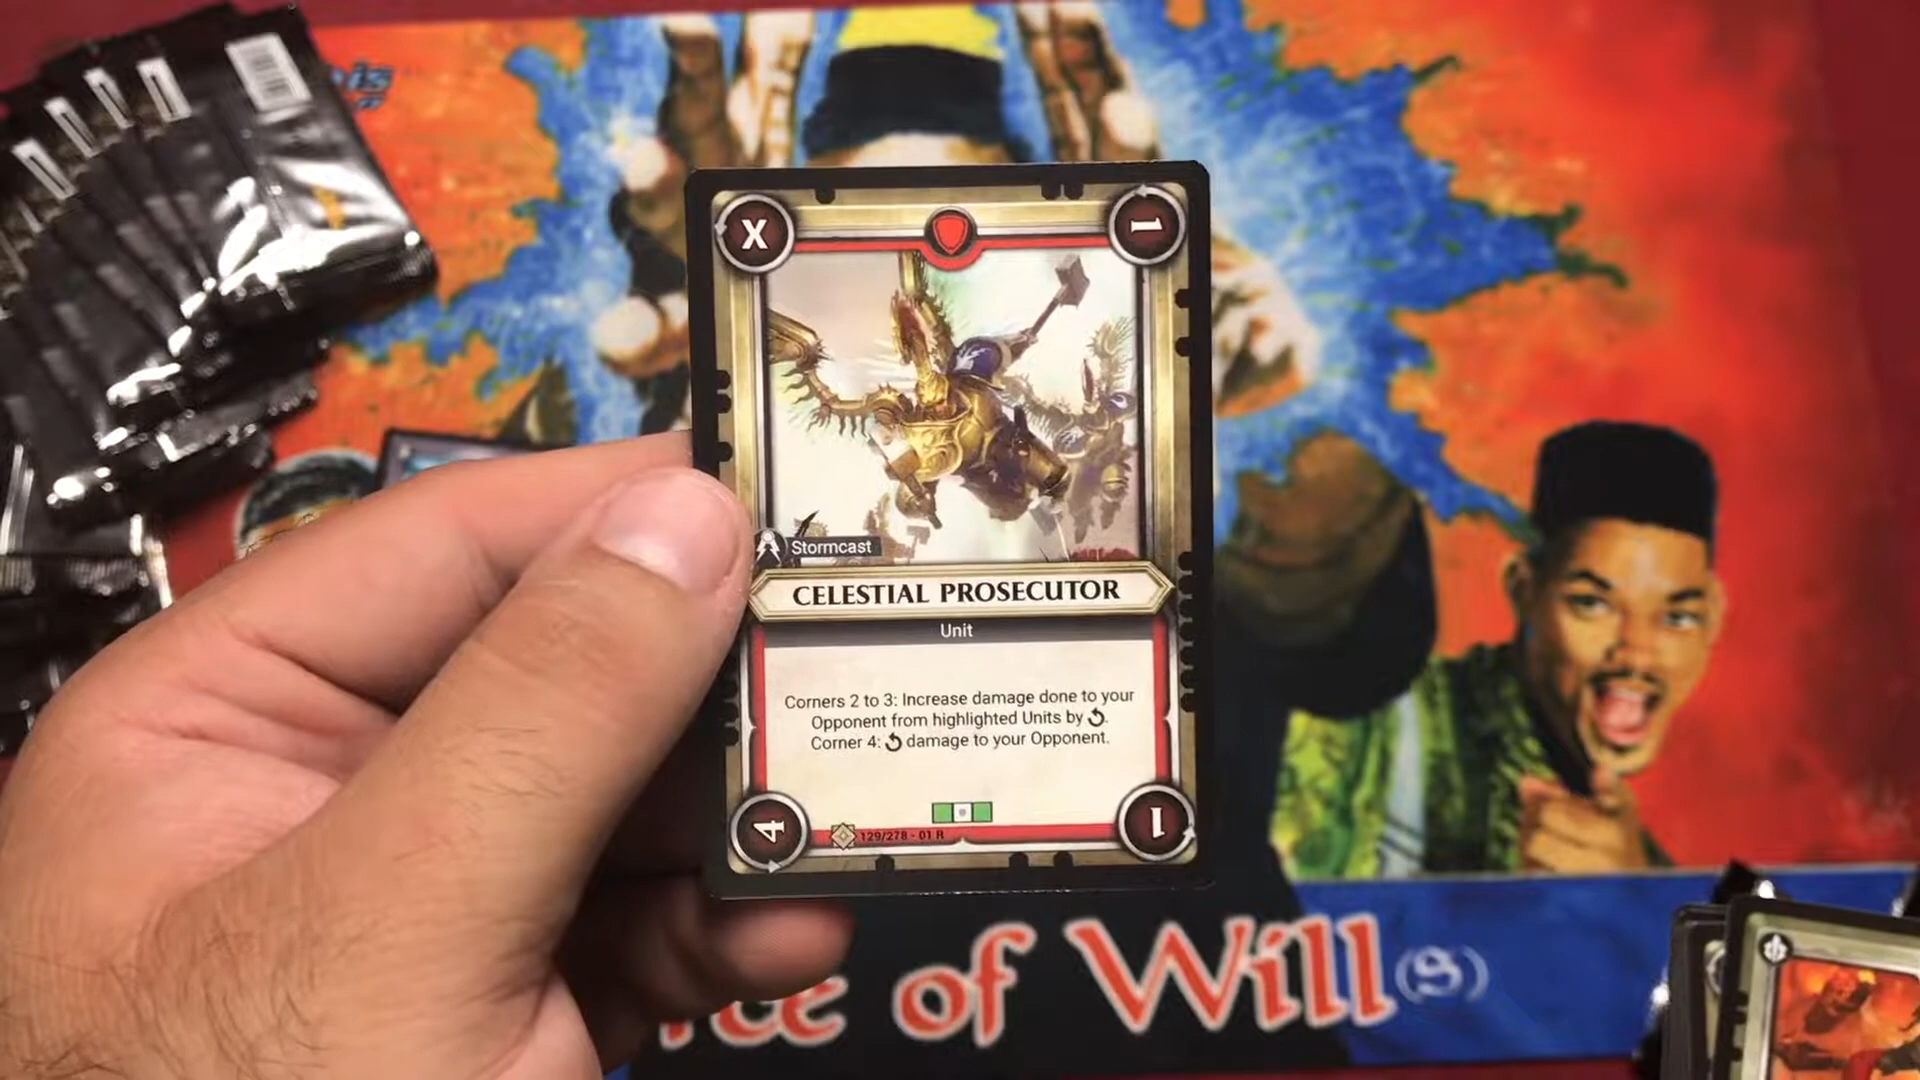 X
1
Stormcast
CELESTIAL PROSECUTOR
Unit
Corners 2 to 3: Increase damage done to your
Opponent from highlighted Units by .
Corner 4: damage to your Opponent.
4
129/278 - 01 R
1
of Will(s)